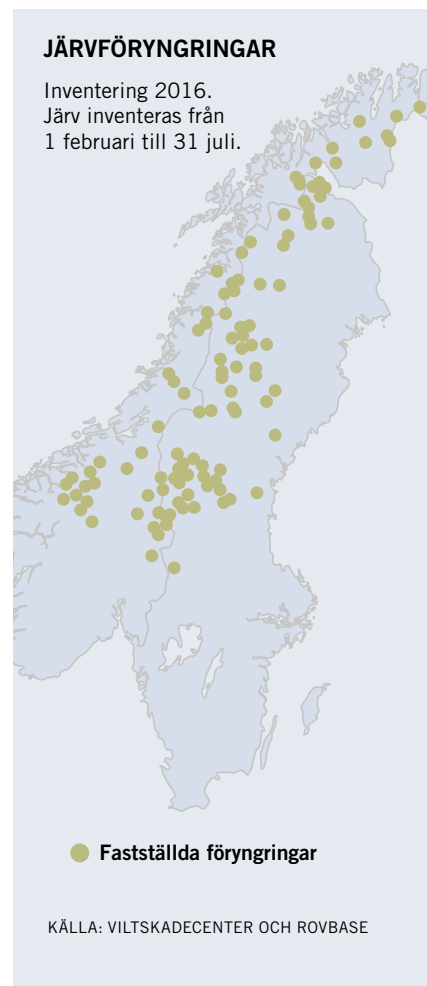 JÄRVFÖRYNGRINGAR
Inventering 2016.
Järv inventeras från
1 februari till 31 juli.
Fastställda föryngringar
KÄLLA: VILTSKADECENTER OCH ROVBASE